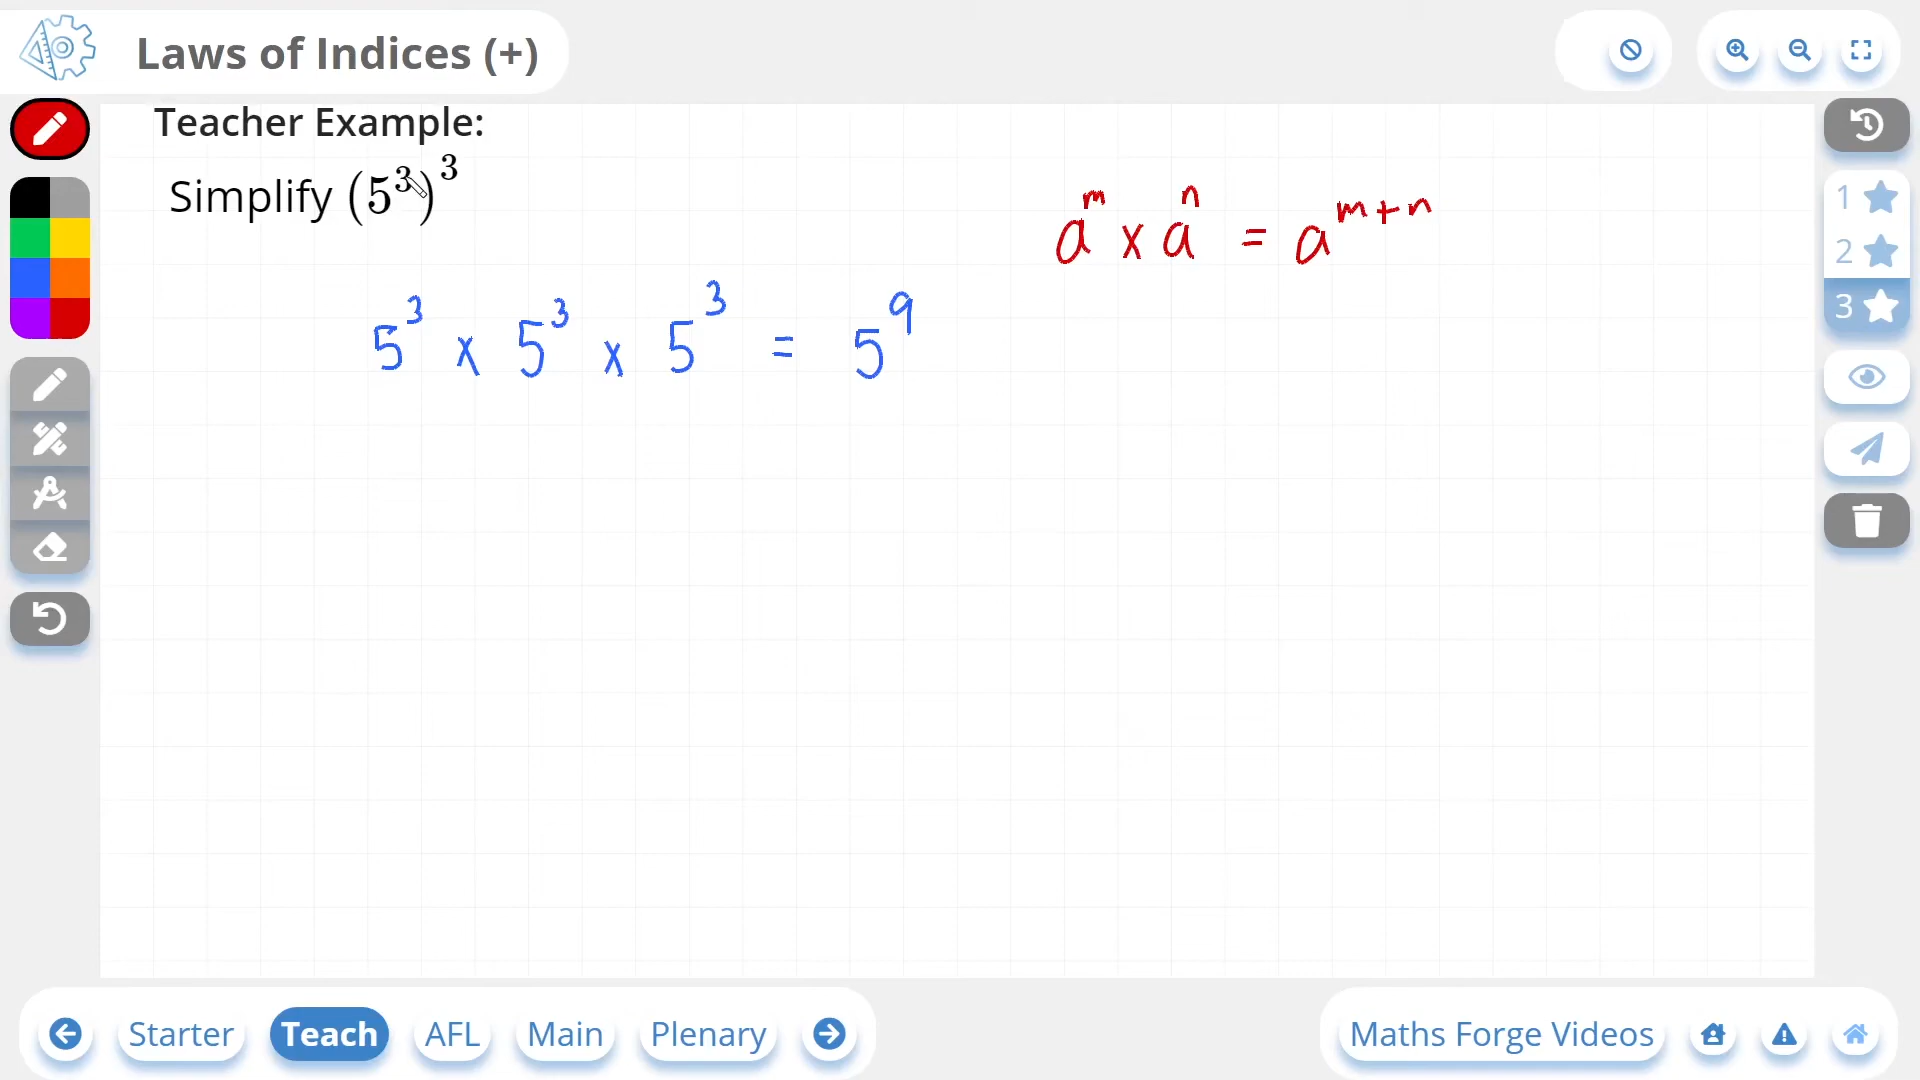 Laws of Indices (+)
Teacher Example:
Simplify (5³)³
aᵐ x aⁿ = aᵐ⁺ⁿ
5³ x 5³ x 5³ = 5⁹
1
2
3
Starter
Teach
AFL
Main
Plenary
Maths Forge Videos